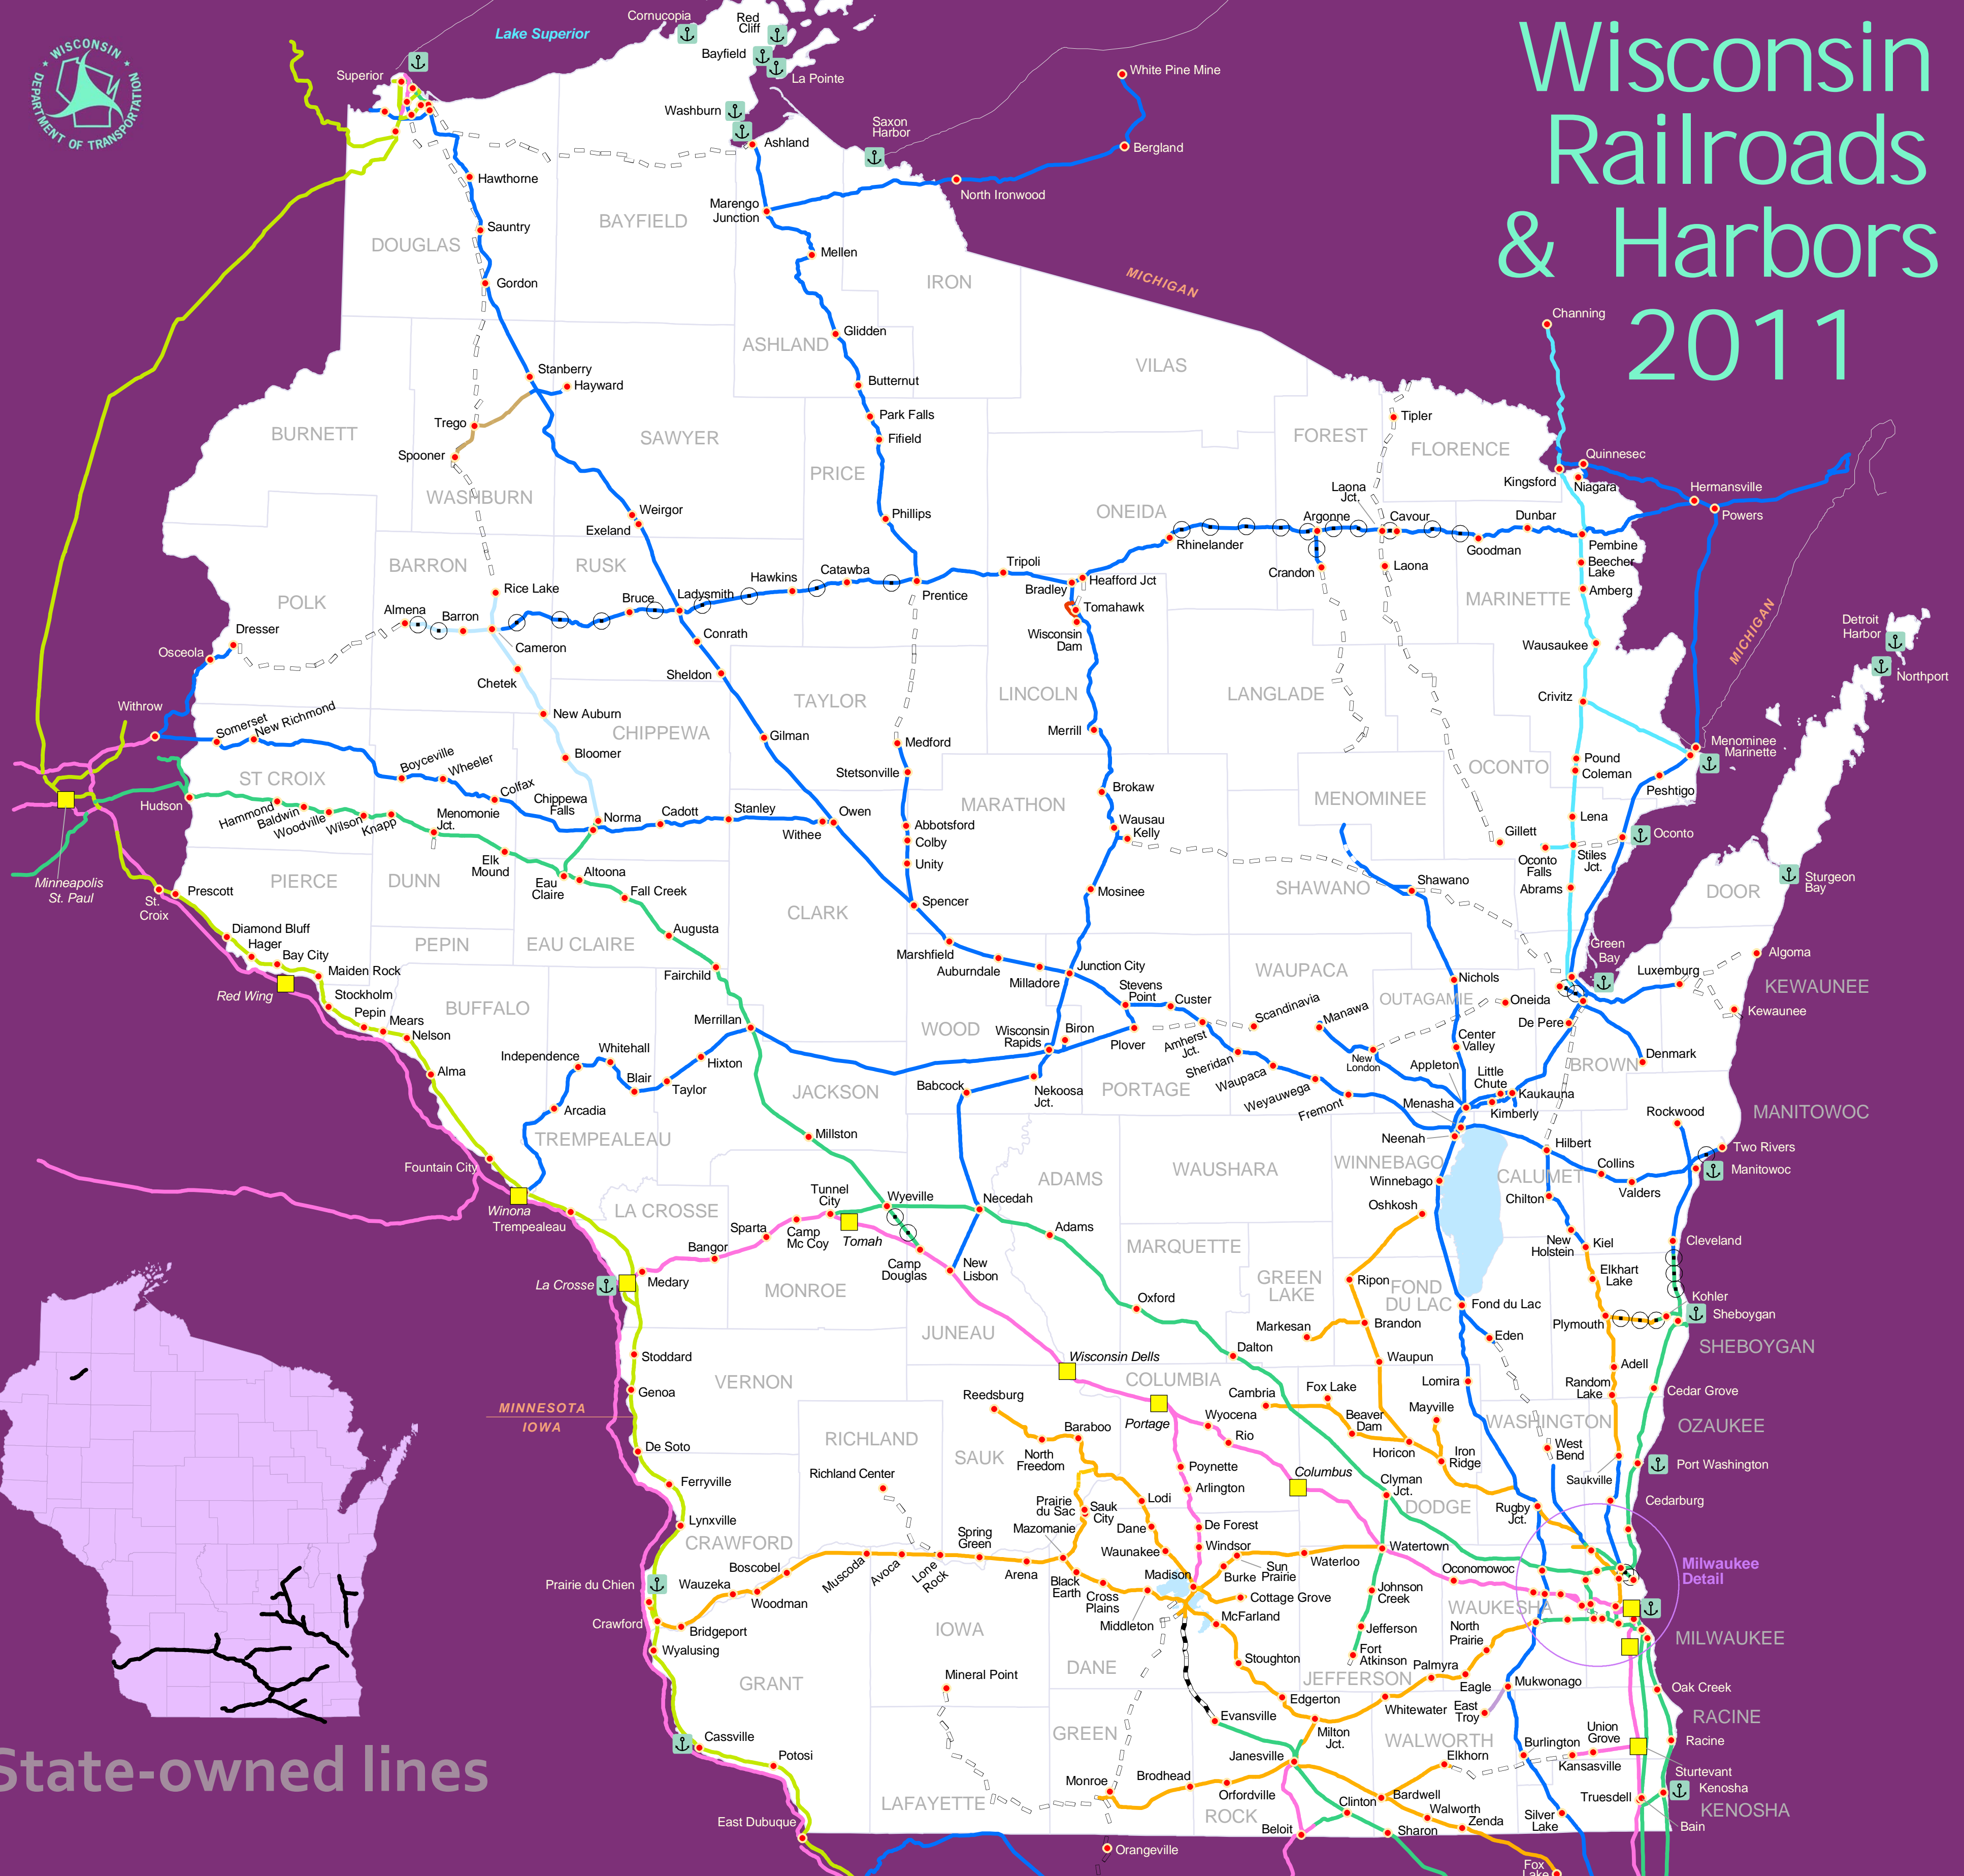 Wisconsin
Railroads
& Harbors
2011
WISCONSIN
DEPARTMENT OF TRANSPORTATION
Lake Superior
Cornucopia
Red
Cliff
Bayfield
La Pointe
Superior
Washburn
Ashland
Saxon
Harbor
White Pine Mine
Bergland
North Ironwood
Hawthorne
Marengo
Junction
BAYFIELD
DOUGLAS
Sauntry
Mellen
IRON
MICHIGAN
Gordon
Channing
Glidden
ASHLAND
VILAS
Stanberry
Hayward
Butternut
Park Falls
Tipler
Trego
BURNETT
SAWYER
Fifield
FOREST
FLORENCE
Spooner
Quinnesec
PRICE
Kingsford
Niagara
Laona
Jct.
Hermansville
WASHBURN
Weirgor
Phillips
ONEIDA
Argonne
Cavour
Dunbar
Powers
Exeland
Rhinelander
Goodman
Pembine
BARRON
RUSK
Hawkins
Catawba
Tripoli
Heafford Jct
Crandon
Laona
Beecher
Lake
Rice Lake
Bradley
Prentice
Amberg
POLK
Almena
Barron
Bruce
Ladysmith
Tomahawk
MARINETTE
Dresser
Wisconsin
Dam
Detroit
Harbor
Osceola
Cameron
Conrath
Wausaukee
MICHIGAN
Chetek
Sheldon
Northport
TAYLOR
LINCOLN
LANGLADE
Crivitz
Withrow
Somerset
New Richmond
New Auburn
CHIPPEWA
Gilman
Merrill
Medford
Menominee
Marinette
Bloomer
Pound
Coleman
OCONTO
Stetsonville
ST CROIX
Boyceville
Wheeler
Colfax
Peshtigo
Brokaw
MENOMINEE
Hudson
Hammond
Baldwin
Woodville
Wilson
Knapp
Menomonie
Jct.
Chippewa
Falls
Norma
Cadott
Stanley
Owen
Withee
MARATHON
Abbotsford
Colby
Wausau
Kelly
Lena
Gillett
Oconto
Oconto
Falls
Stiles
Jct.
Elk
Mound
Unity
Minneapolis
St. Paul
PIERCE
DUNN
Altoona
Eau
Claire
Fall Creek
Mosinee
Shawano
SHAWANO
Abrams
Sturgeon
Bay
DOOR
Prescott
St.
Croix
Spencer
CLARK
Diamond Bluff
Hager
Bay City
PEPIN
EAU CLAIRE
Augusta
Marshfield
Auburndale
Milladore
Junction City
Green
Bay
Algoma
Maiden Rock
Fairchild
WAUPACA
Nichols
Luxemburg
Red Wing
Stockholm
Stevens
Point
Custer
Scandinavia
Manawa
OUTAGAMIE
Oneida
KEWAUNEE
Pepin
Mears
Nelson
BUFFALO
Merrillan
WOOD
Wisconsin
Rapids
Biron
Plover
Amherst
Jct.
De Pere
Kewaunee
Center
Valley
Independence
Whitehall
Hixton
Sheridan
New
London
Appleton
BROWN
Denmark
Alma
Blair
Taylor
Waupaca
Babcock
Nekoosa
Jct.
PORTAGE
Weyauwega
Fremont
Little
Chute
Kaukauna
Kimberly
Menasha
JACKSON
Arcadia
Rockwood
MANITOWOC
TREMPEALEAU
Millston
Neenah
Hilbert
Two Rivers
Fountain City
ADAMS
WAUSHARA
WINNEBAGO
Winnebago
CALUMET
Collins
Valders
Manitowoc
Tunnel
City
Wyeville
Necedah
Chilton
Winona
Trempealeau
LA CROSSE
Sparta
Camp
Mc Coy
Tomah
Oshkosh
Adams
Bangor
Camp
Douglas
New
Lisbon
MARQUETTE
New
Holstein
Kiel
Cleveland
La Crosse
Medary
MONROE
GREEN
LAKE
Ripon
FOND
DU LAC
Elkhart
Lake
Oxford
Fond du Lac
Kohler
Sheboygan
JUNEAU
Markesan
Brandon
Eden
Plymouth
Stoddard
Wisconsin Dells
Dalton
Waupun
SHEBOYGAN
Adell
VERNON
COLUMBIA
Genoa
Reedsburg
Cambria
Fox Lake
Lomira
Random
Lake
Cedar Grove
MINNESOTA
IOWA
Portage
Wyocena
Beaver
Dam
Mayville
WASHINGTON
OZAUKEE
Baraboo
Rio
RICHLAND
De Soto
SAUK
North
Freedom
Horicon
Iron
Ridge
West
Bend
Port Washington
Richland Center
Poynette
Columbus
Saukville
Ferryville
Arlington
Clyman
Jct.
DODGE
Lodi
Prairie
du Sac
Sauk
City
Rugby
Jct.
Cedarburg
Lynxville
Mazomanie
Dane
De Forest
CRAWFORD
Spring
Green
Waunakee
Windsor
Watertown
Boscobel
Muscoda
Avoca
Lone
Rock
Arena
Sun
Prairie
Waterloo
Milwaukee
Detail
Prairie du Chien
Wauzeka
Black
Earth
Madison
Burke
Oconomowoc
Woodman
Cross
Plains
Cottage Grove
Johnson
Creek
WAUKESHA
Crawford
Bridgeport
Middleton
McFarland
IOWA
Jefferson
North
Prairie
MILWAUKEE
Wyalusing
Fort
Atkinson
DANE
Stoughton
Mineral Point
Palmyra
JEFFERSON
GRANT
Eagle
Mukwonago
Oak Creek
Edgerton
Whitewater
East
Troy
Evansville
RACINE
GREEN
Milton
Jct.
WALWORTH
Cassville
Union
Grove
Racine
Janesville
Elkhorn
Burlington
Potosi
Kansasville
Sturtevant
Monroe
Brodhead
Orfordville
Kenosha
LAFAYETTE
Bardwell
Truesdell
Clinton
Walworth
ROCK
KENOSHA
East Dubuque
Zenda
Silver
Lake
Beloit
Sharon
Bain
Orangeville
Fox
Lake
State-owned lines